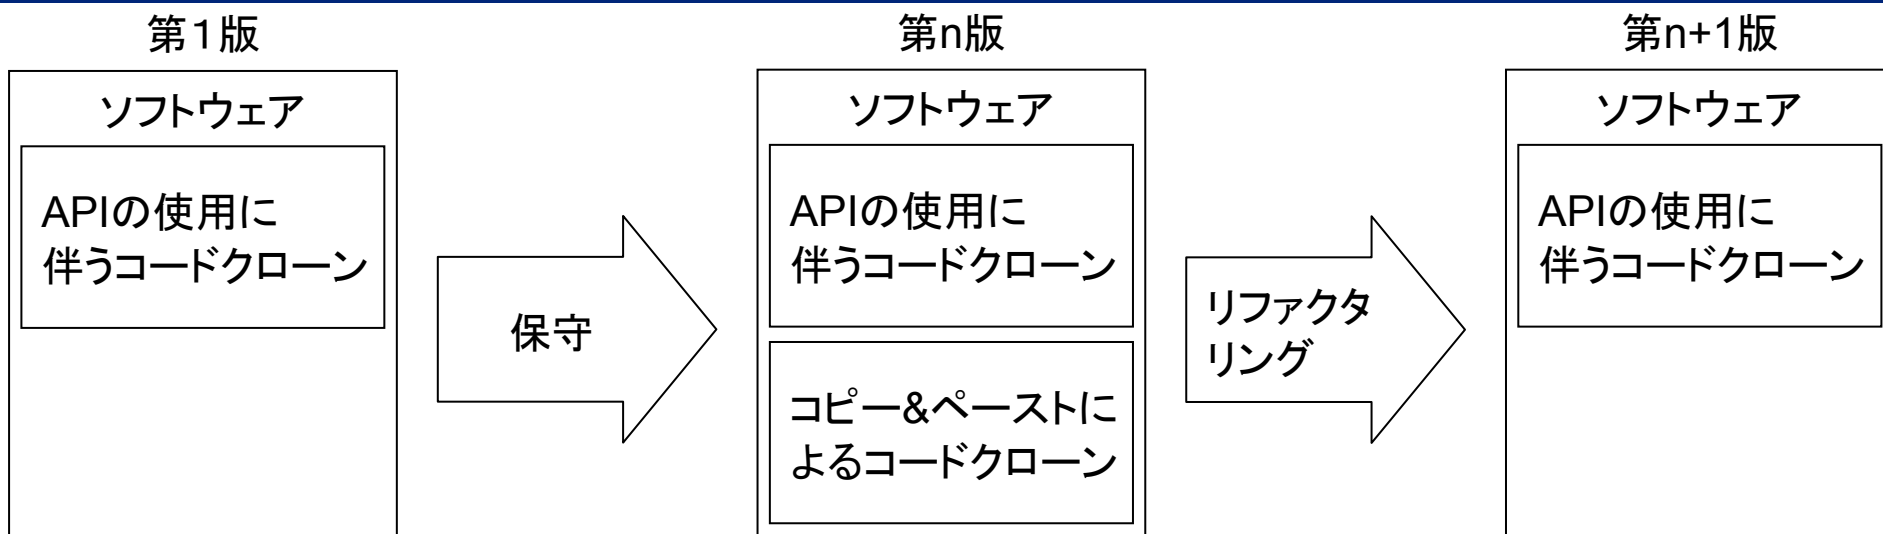 第１版
ソフトウェア
APIの使用に
伴うコードクローン
保守
第n版
ソフトウェア
APIの使用に
伴うコードクローン
コピー&ペーストに
よるコードクローン
リファクタ
リング
第n+1版
ソフトウェア
APIの使用に
伴うコードクローン